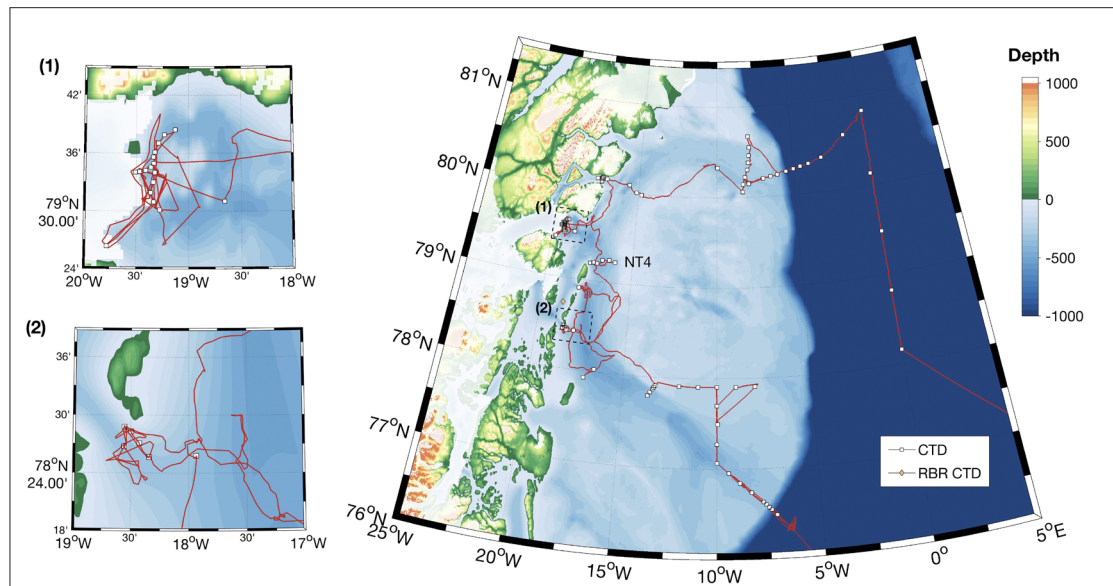 (1)
42'
36'
79°N
30.00'
24'
20°W
30'
19°W
30'
18°W
(2)
36'
30'
78°N
24.00'
18'
19°W
30'
18°W
30'
17°W
81°N
80°N
79°N
78°N
77°N
76°N
25°W
20°W
15°W
10°W
5°W
0°
5°E
(1)
NT4
(2)
Depth
1000
500
0
-500
-1000
CTD
RBR CTD